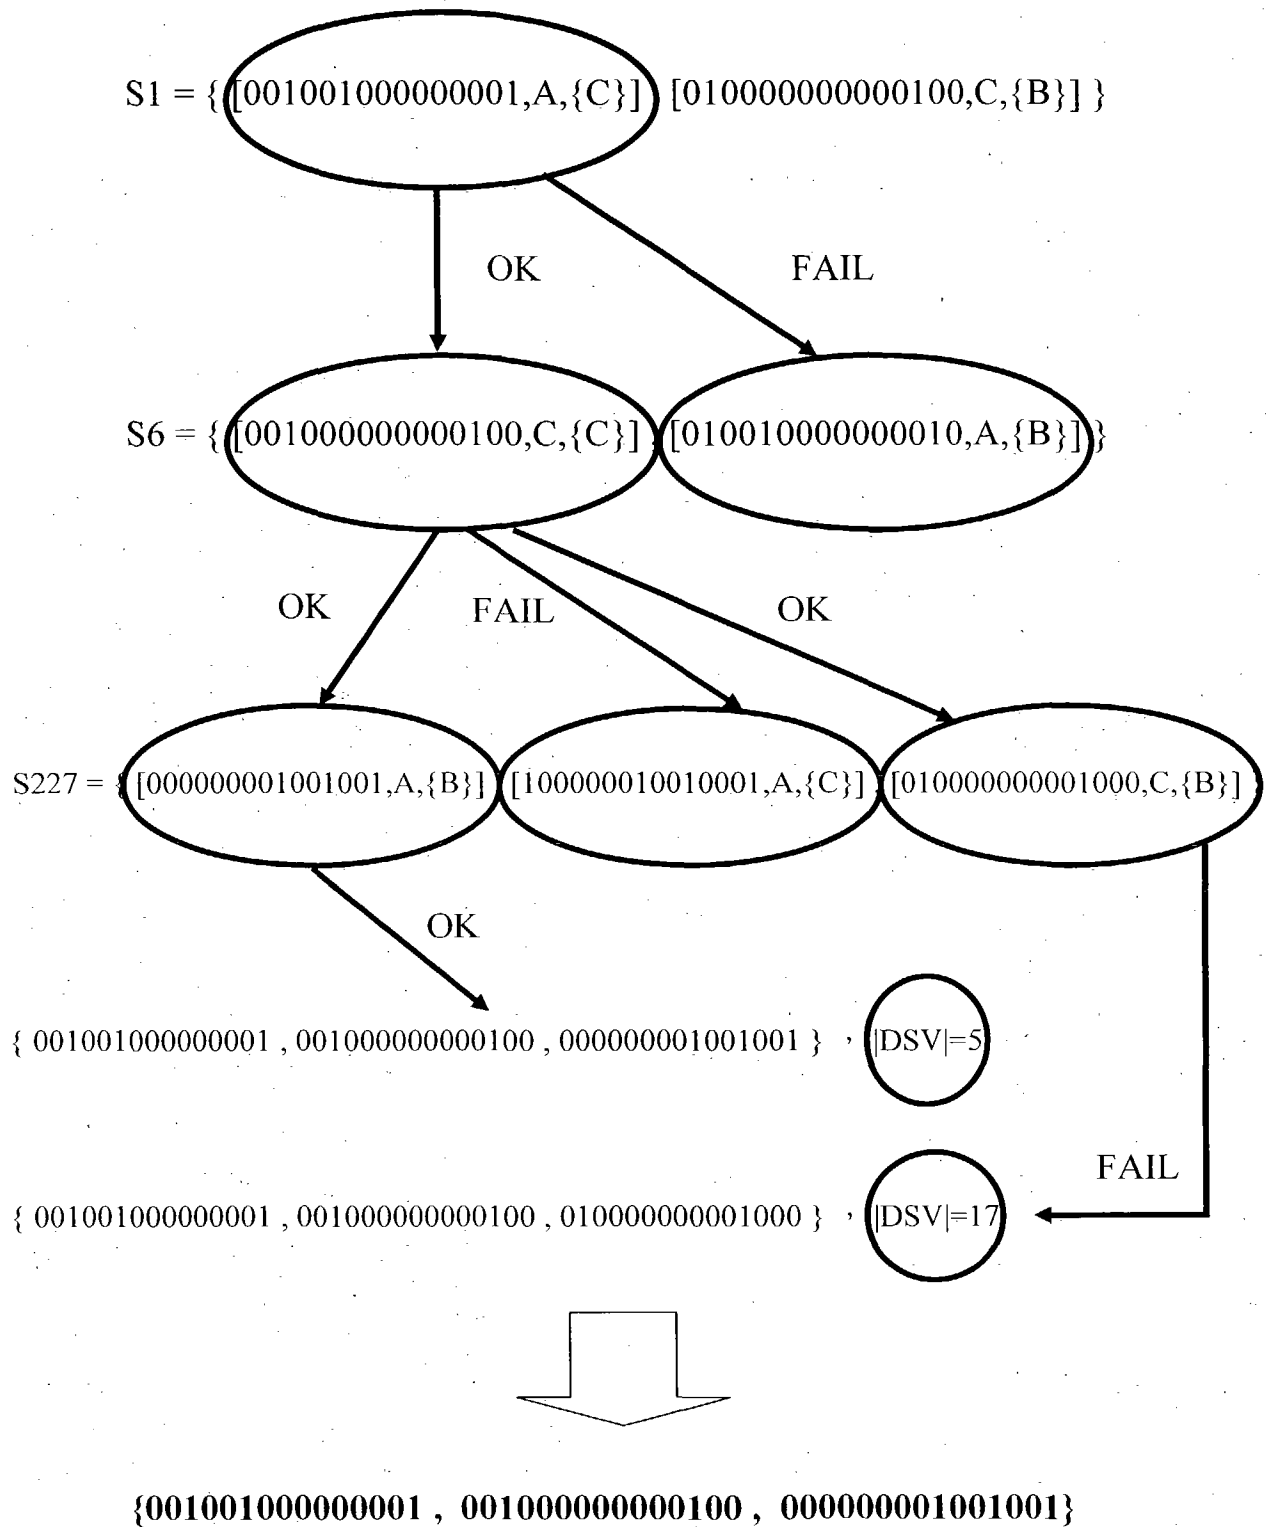 S1 = { [001001000000001,A,{C}] [010000000000100,C,{B}] }
OK FAIL
S6 = { [001000000000100,C,{C}] [010010000000010,A,{B}] }
OK FAIL OK
S227 = { [000000001001001,A,{B}] [100000010010001,A,{C}] [010000000001000,C,{B}]
OK
{ 001001000000001 , 001000000000100 , 000000001001001 } , |DSV|=5
FAIL
{ 001001000000001 , 001000000000100 , 010000000001000 } , |DSV|=17
{001001000000001 , 001000000000100 , 000000001001001}